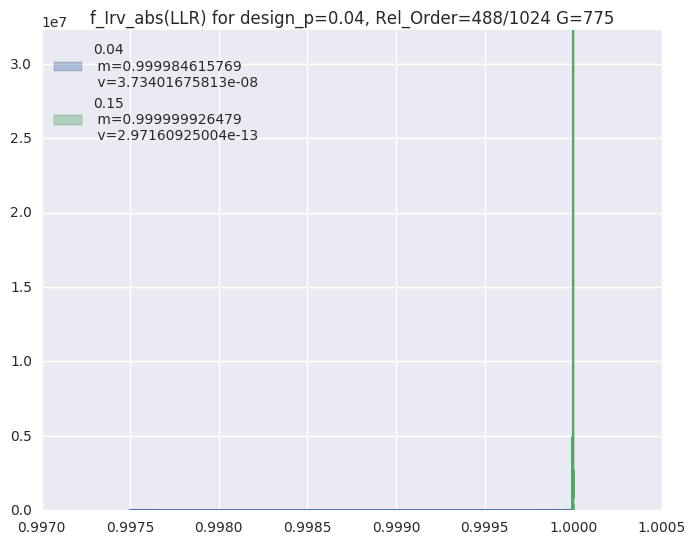 f_Irv_abs(LLR) for design_p=0.04, Rel_Order=488/1024 G=775
1e7
0.04
m=0.999984615769
v=3.73401675813e-08
0.15
m=0.999999926479
v=2.97160925004e-13
3.0
2.5
2.0
1.5
1.0
0.5
0.0
0.9970 0.9975 0.9980 0.9985 0.9990 0.9995 1.0000 1.0005